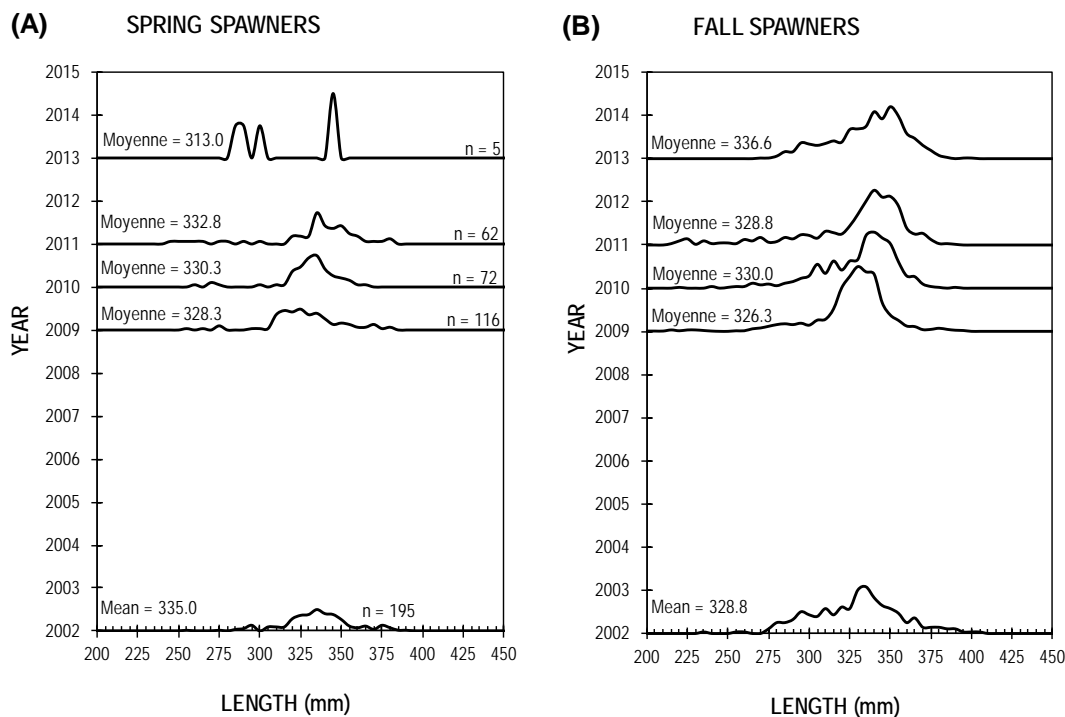 (A) SPRING SPAWNERS
2015
2014
2013
2012
2011
2010
2009
2008
2007
2006
2005
2004
2003
2002
YEAR
Moyenne = 313.0
n = 5
Moyenne = 332.8
n = 62
Moyenne = 330.3
n = 72
Moyenne = 328.3
n = 116
Mean = 335.0
n = 195
200 225 250 275 300 325 350 375 400 425 450
LENGTH (mm)
(B) FALL SPAWNERS
2015
2014
2013
2012
2011
2010
2009
2008
2007
2006
2005
2004
2003
2002
YEAR
Moyenne = 336.6
Moyenne = 328.8
Moyenne = 330.0
Moyenne = 326.3
Mean = 328.8
200 225 250 275 300 325 350 375 400 425 450
LENGTH (mm)